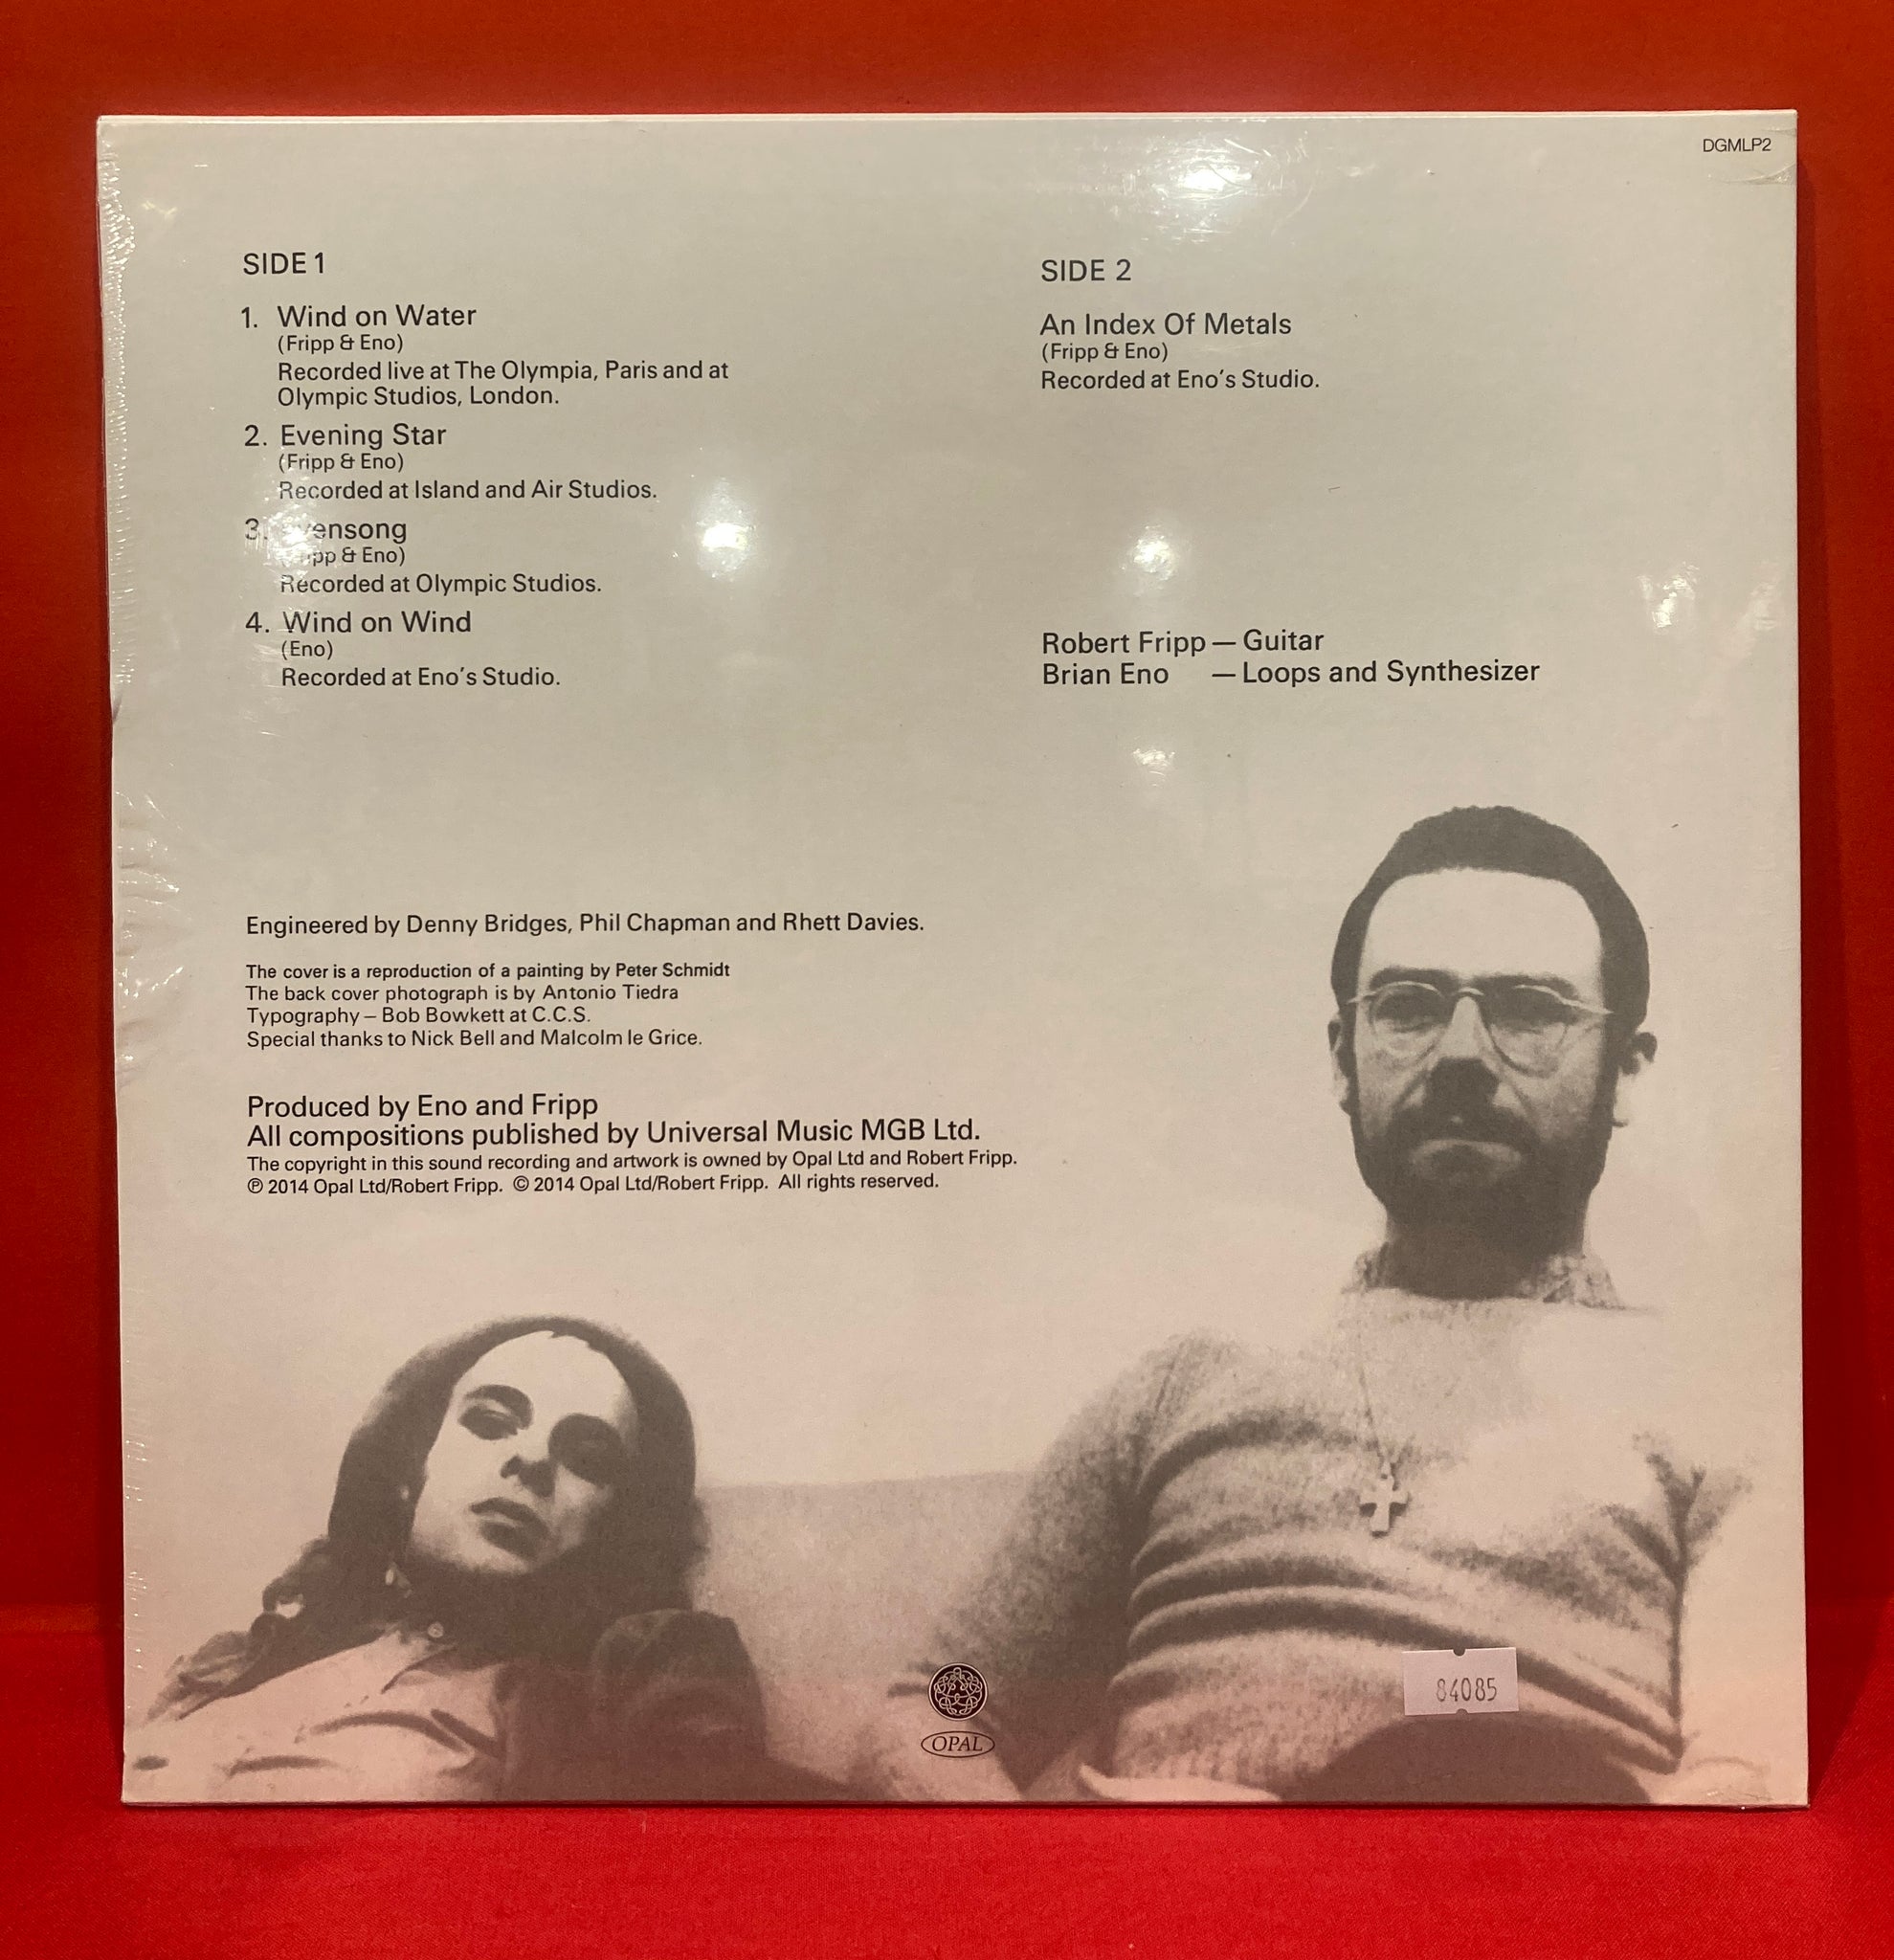 DGMLP2
SIDE 1
1. Wind on Water
(Fripp & Eno)
Recorded live at The Olympia, Paris and at
Olympic Studios, London.
2. Evening Star
(Fripp & Eno)
Recorded at Island and Air Studios.
3.
& Eno)
Recorded at Olympic Studios.
4. Wind on Wind
(Eno)
Recorded at Eno's Studio.
SIDE 2
An Index Of Metals
(Fripp & Eno)
Recorded at Eno's Studio.
Robert Fripp — Guitar
Brian Eno — Loops and Synthesizer
Engineered by Denny Bridges, Phil Chapman and Rhett Davies.
The cover is a reproduction of a painting by Peter Schmidt
The back cover photograph is by Antonio Tiedra
Typography – Bob Bowkett at C.C.S.
Special thanks to Nick Bell and Malcolm le Grice.
Produced by Eno and Fripp
All compositions published by Universal Music MGB Ltd.
The copyright in this sound recording and artwork is owned by Opal Ltd and Robert Fripp.
℗ 2014 Opal Ltd/Robert Fripp. © 2014 Opal Ltd/Robert Fripp. All rights reserved.
OPAL
84085